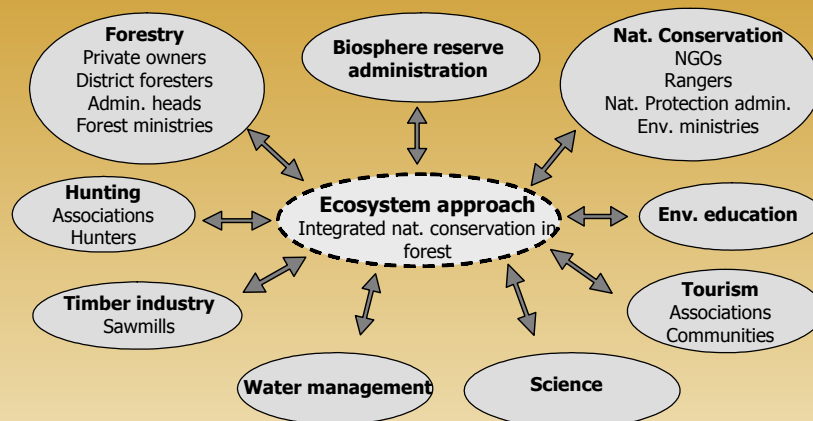 Forestry
Private owners
District foresters
Admin. heads
Forest ministries
Biosphere reserve
administration
Nat. Conservation
NGOs
Rangers
Nat. Protection admin.
Env. ministries
Hunting
Associations
Hunters
Ecosystem approach
Integrated nat. conservation in
forest
Env. education
Timber industry
Sawmills
Tourism
Associations
Communities
Water management
Science